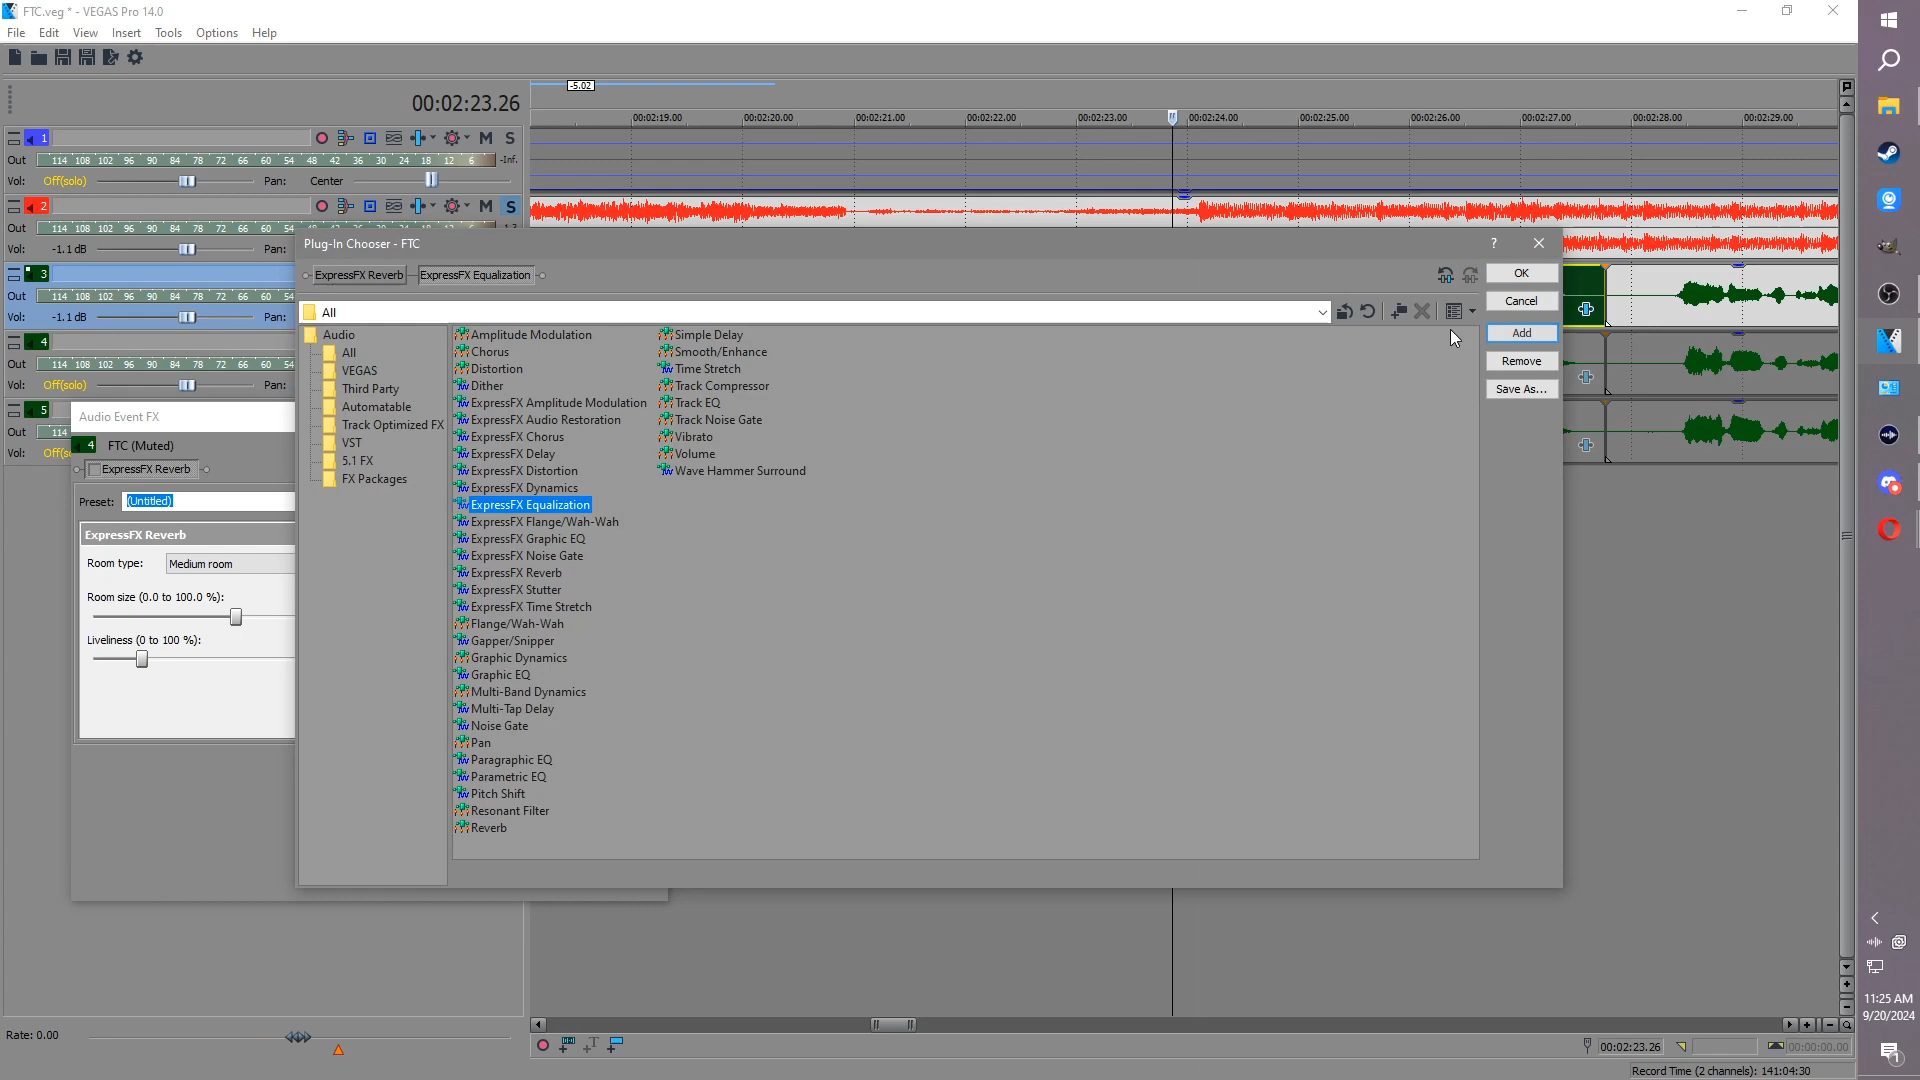 FTC.veg * - VEGAS Pro 14.0
File Edit View Insert Tools Options Help
00:02:23.26
-5.02
00:02:19.00 00:02:20.00 00:02:21.00 00:02:22.00 00:02:23.00 00:02:24.00 00:02:25.00 00:02:26.00 00:02:27.00 00:02:28.00 00:02:29.00
1 M S
Out 114 108 102 96 90 84 78 72 66 60 54 48 42 36 30 24 18 12 6 -Inf.
Vol: Off(solo) Pan: Center
2 M S
Out 114 108 102 96 90 84 78 72 66 60 54 48 42 36 30 24 18 12 6
Vol: -1.1 dB Pan:
3
Out 114 108 102 96 90 84 78 72 66 60 54
Vol: -1.1 dB Pan:
4
Out 114 108 102 96 90 84 78 72 66 60 54
Vol: -1.1 dB Pan:
5
Out 114
Vol:
Audio Event FX
4 FTC (Muted)
ExpressFX Reverb
Preset: (Untitled)
ExpressFX Reverb
Room type: Medium room
Room size (0.0 to 100.0 %):
Liveliness (0 to 100 %):
Plug-In Chooser - FTC
?
ExpressFX Reverb ExpressFX Equalization
OK
Cancel
Add
Remove
Save As...
All
Audio
All
VEGAS
Third Party
Automatable
Track Optimized FX
VST
5.1 FX
FX Packages
Amplitude Modulation
Chorus
Distortion
Dither
ExpressFX Amplitude Modulation
ExpressFX Audio Restoration
ExpressFX Chorus
ExpressFX Delay
ExpressFX Distortion
ExpressFX Dynamics
ExpressFX Equalization
ExpressFX Flange/Wah-Wah
ExpressFX Graphic EQ
ExpressFX Noise Gate
ExpressFX Reverb
ExpressFX Stutter
ExpressFX Time Stretch
Flange/Wah-Wah
Gapper/Snipper
Graphic Dynamics
Graphic EQ
Multi-Band Dynamics
Multi-Tap Delay
Noise Gate
Pan
Paragraphic EQ
Parametric EQ
Pitch Shift
Resonant Filter
Reverb
Simple Delay
Smooth/Enhance
Time Stretch
Track Compressor
Track EQ
Track Noise Gate
Vibrato
Volume
Wave Hammer Surround
Rate: 0.00
00:02:23.26 00:00:00.00
Record Time (2 channels): 141:04:30
11:25 AM
9/20/2024
1